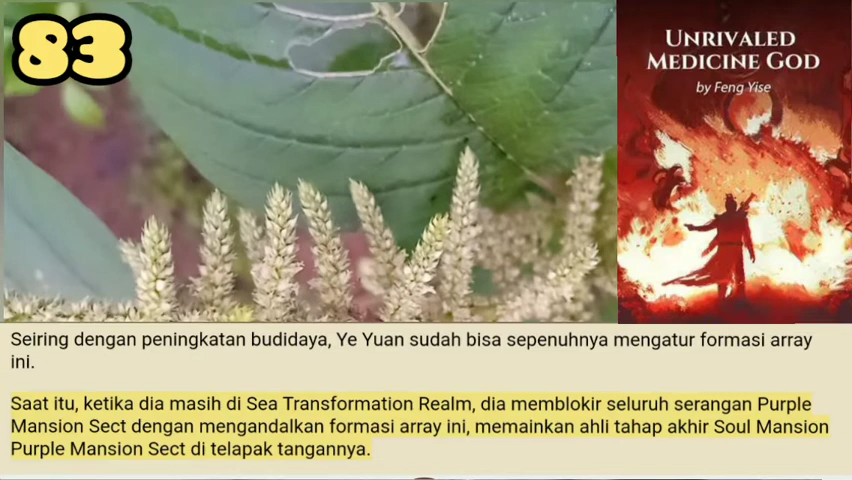 83
UNRIVALED
MEDICINE GOD
by Feng Yise
Seiring dengan peningkatan budidaya, Ye Yuan sudah bisa sepenuhnya mengatur formasi array
ini.
Saat itu, ketika dia masih di Sea Transformation Realm, dia memblokir seluruh serangan Purple
Mansion Sect dengan mengandalkan formasi array ini, memainkan ahli tahap akhir Soul Mansion
Purple Mansion Sect di telapak tangannya.